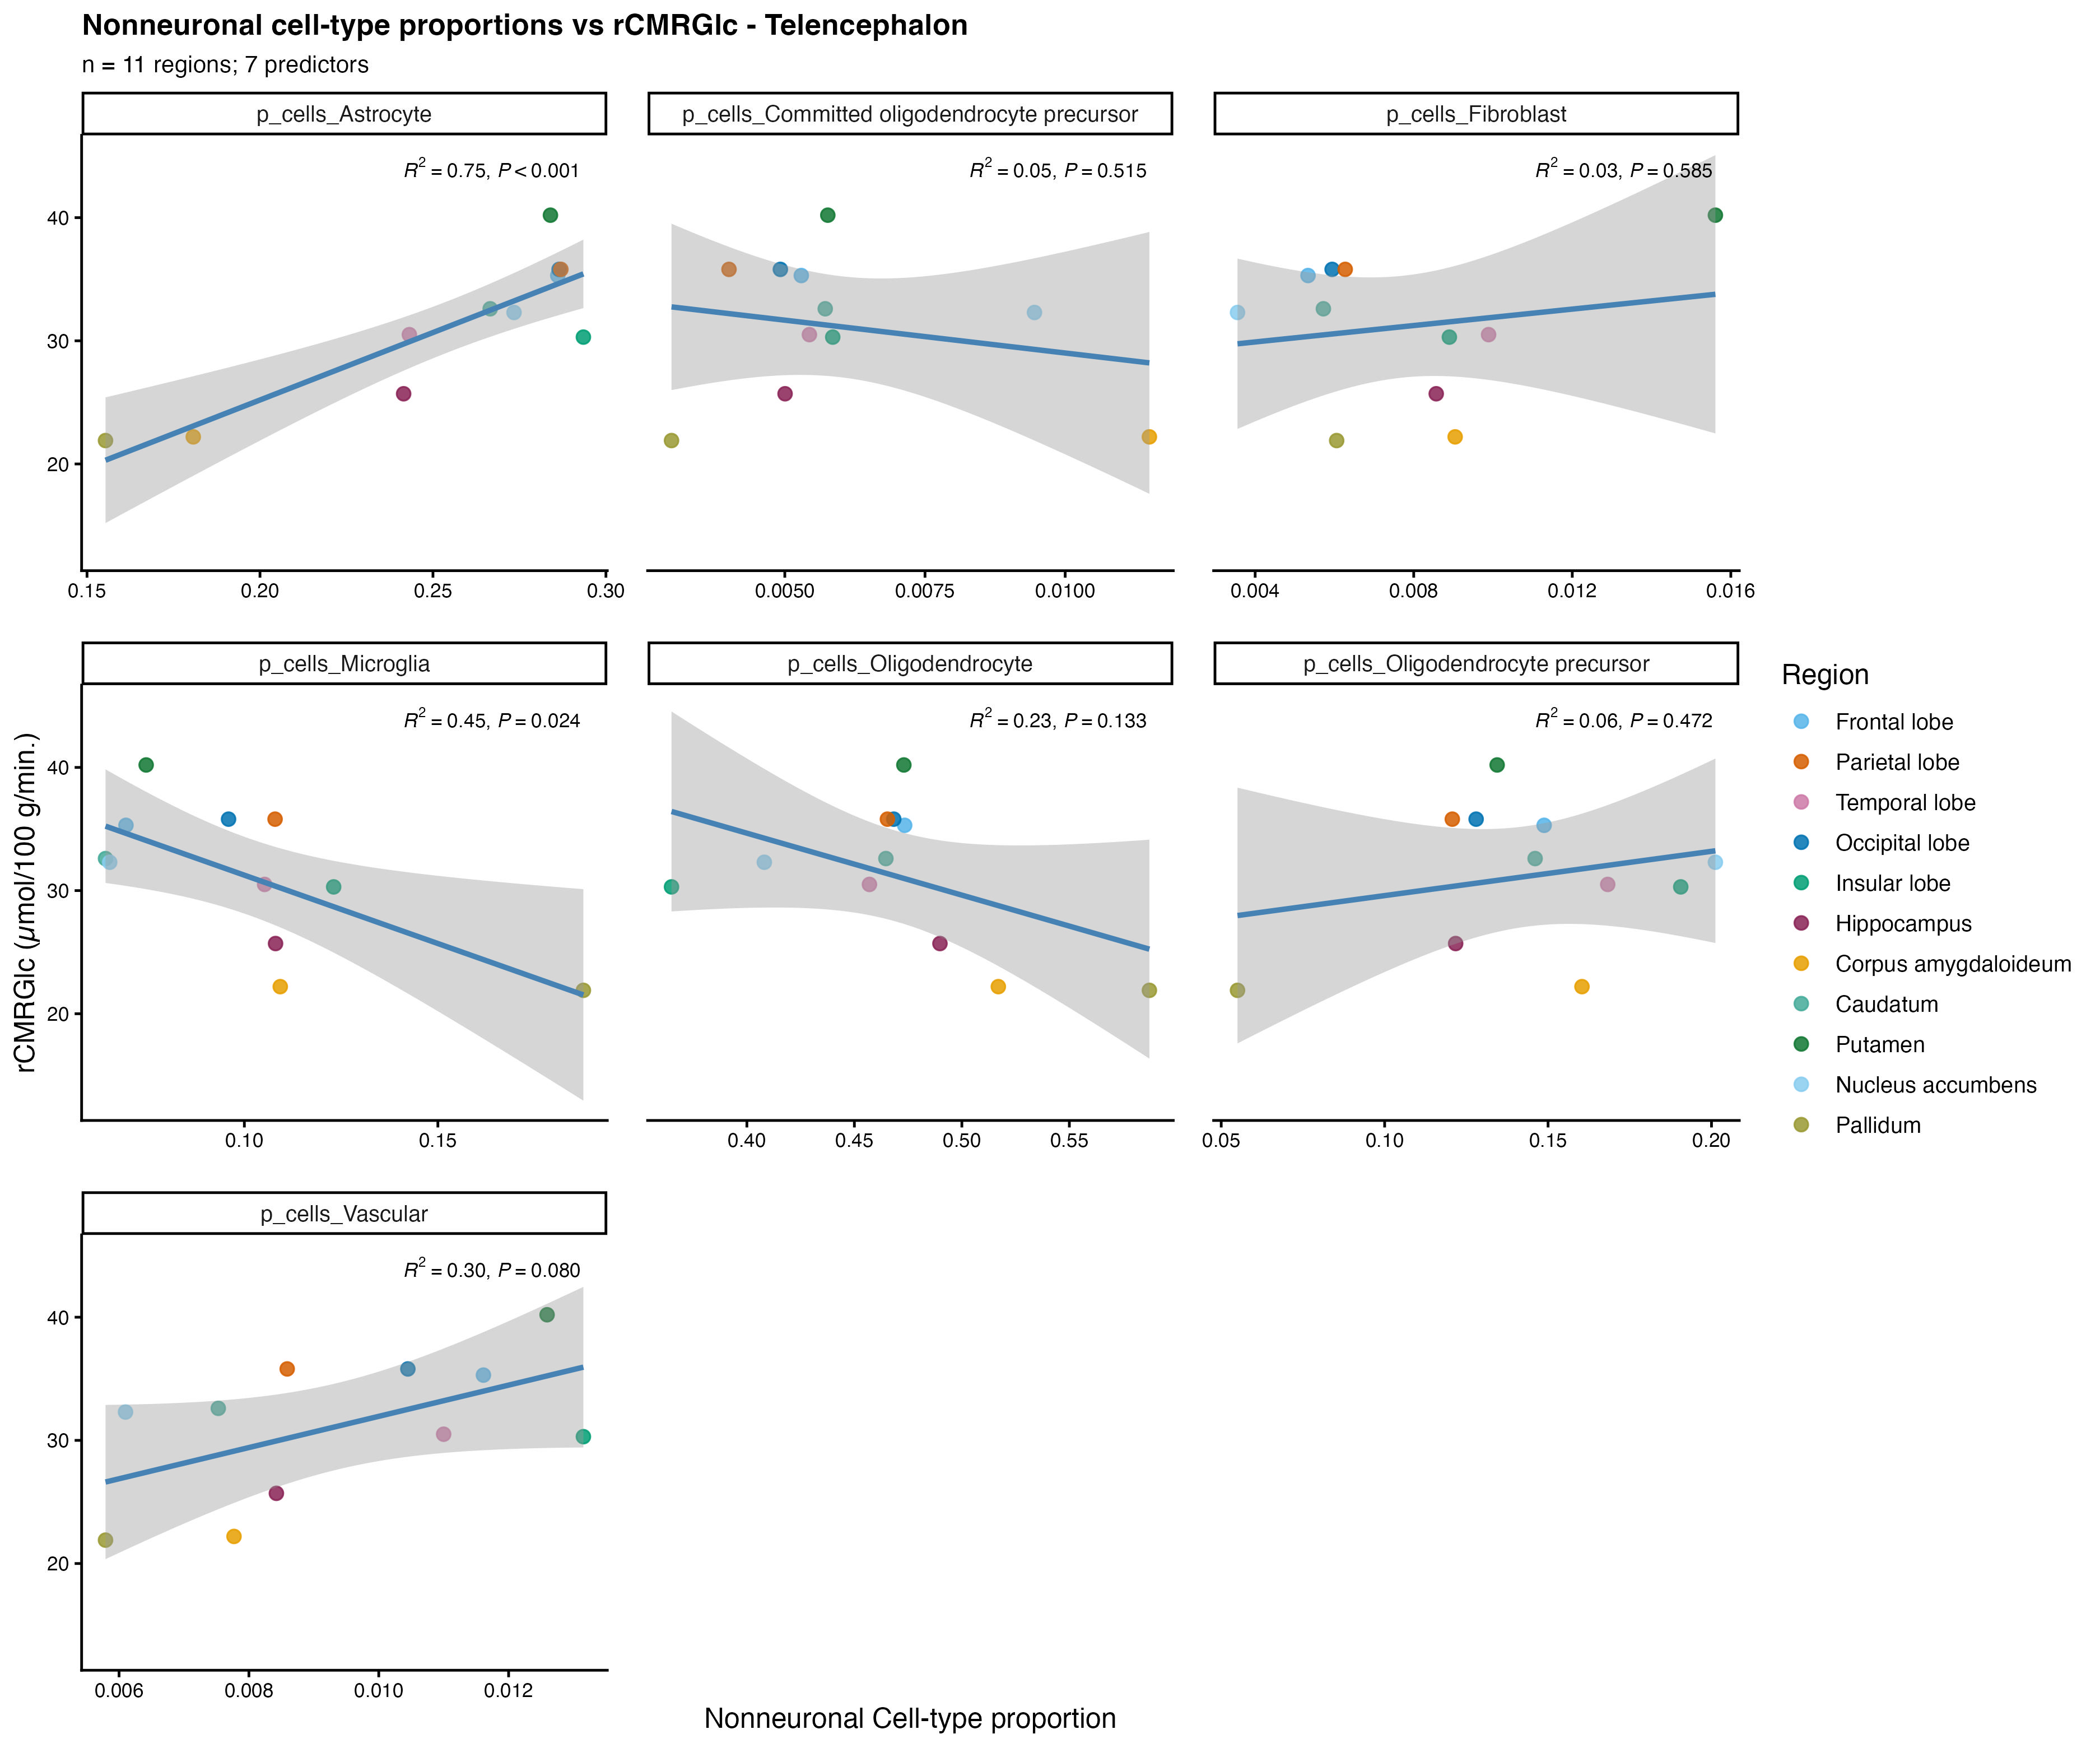 Nonneuronal cell-type proportions vs rCMRGlc - Telencephalon
n = 11 regions; 7 predictors
p_cells_Astrocyte
R² = 0.75, P < 0.001
40
30
20
0.15 0.20 0.25 0.30
p_cells_Committed oligodendrocyte precursor
R² = 0.05, P = 0.515
0.0050 0.0075 0.0100
p_cells_Fibroblast
R² = 0.03, P = 0.585
0.004 0.008 0.012 0.016
p_cells_Microglia
R² = 0.45, P = 0.024
40
30
20
0.10 0.15
p_cells_Oligodendrocyte
R² = 0.23, P = 0.133
0.40 0.45 0.50 0.55
p_cells_Oligodendrocyte precursor
R² = 0.06, P = 0.472
0.05 0.10 0.15 0.20
p_cells_Vascular
R² = 0.30, P = 0.080
40
30
20
0.006 0.008 0.010 0.012
rCMRGlc (μmol/100 g/min.)
Nonneuronal Cell-type proportion
Region
Frontal lobe
Parietal lobe
Temporal lobe
Occipital lobe
Insular lobe
Hippocampus
Corpus amygdaloideum
Caudatum
Putamen
Nucleus accumbens
Pallidum